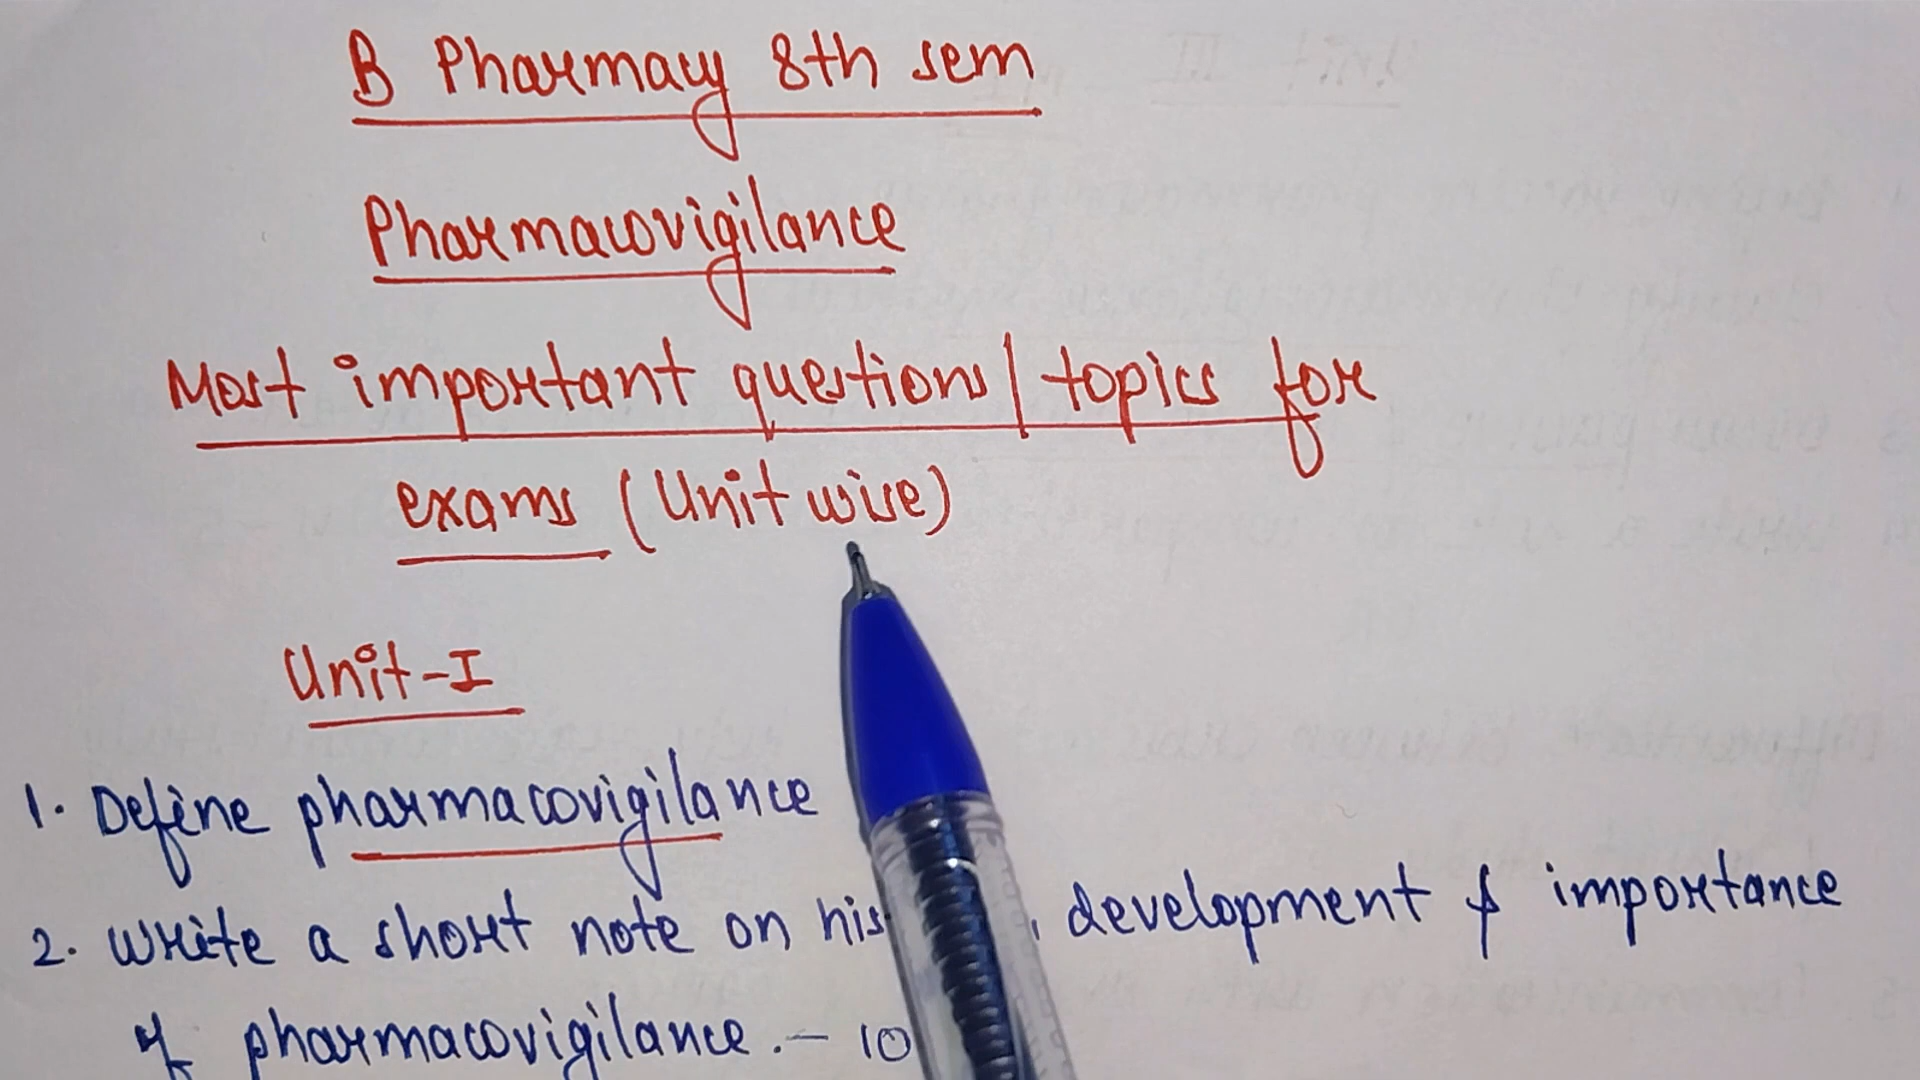 B Pharmacy 8th sem
Pharmacovigilance
Most important questions/topics for
exams (Unit wise)
Unit-I
1. Define pharmacovigilance
2. Write a short note on his , development & importance
of pharmacovigilance. - 10